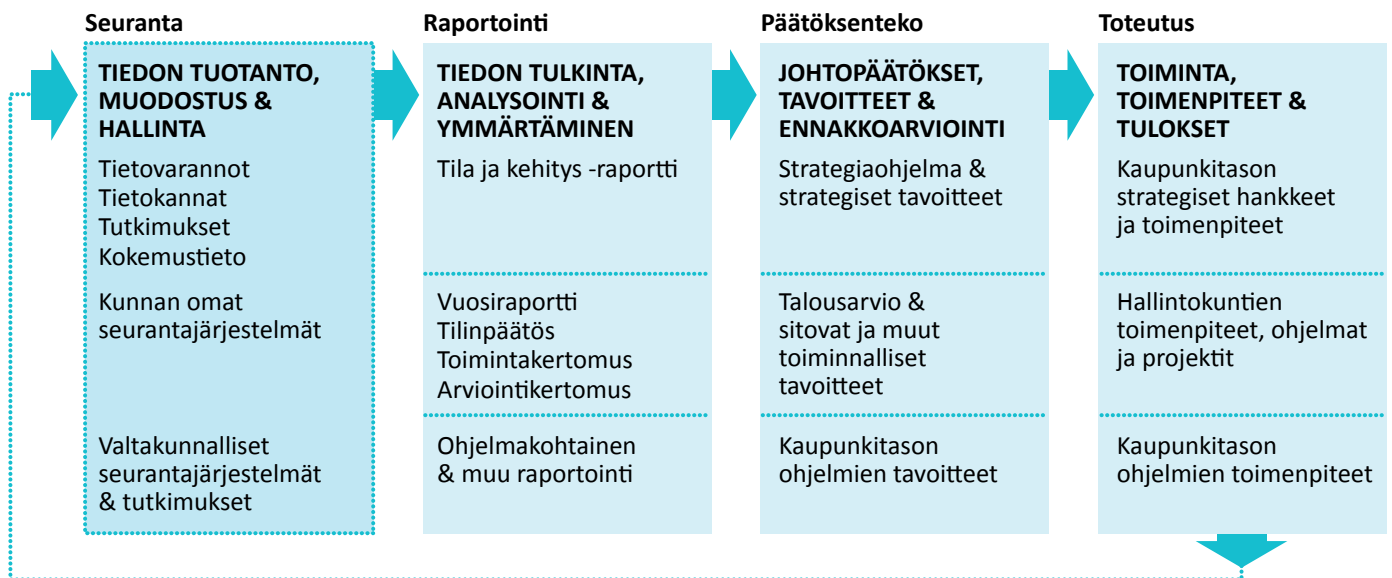 Seuranta
TIEDON TUOTANTO,
MUODOSTUS &
HALLINTA
Tietovarannot
Tietokannat
Tutkimukset
Kokemustieto
Kunnan omat
seurantajärjestelmät
Valtakunnalliset
seurantajärjestelmät
& tutkimukset
Raportointi
TIEDON TULKINTA,
ANALYSOINTI &
YMMÄRTÄMINEN
Tila ja kehitys -raportti
Vuosiraportti
Tilinpäätös
Toimintakertomus
Arviointikertomus
Ohjelmakohtainen
& muu raportointi
Päätöksenteko
JOHTOPÄÄTÖKSET,
TAVOITTEET &
ENNAKKOARVIOINTI
Strategiaohjelma &
strategiset tavoitteet
Talousarvio &
sitovat ja muut
toiminnalliset
tavoitteet
Kaupunkitason
ohjelmien tavoitteet
Toteutus
TOIMINTA,
TOIMENPITEET &
TULOKSET
Kaupunkitason
strategiset hankkeet
ja toimenpiteet
Hallintokuntien
toimenpiteet, ohjelmat
ja projektit
Kaupunkitason
ohjelmien toimenpiteet